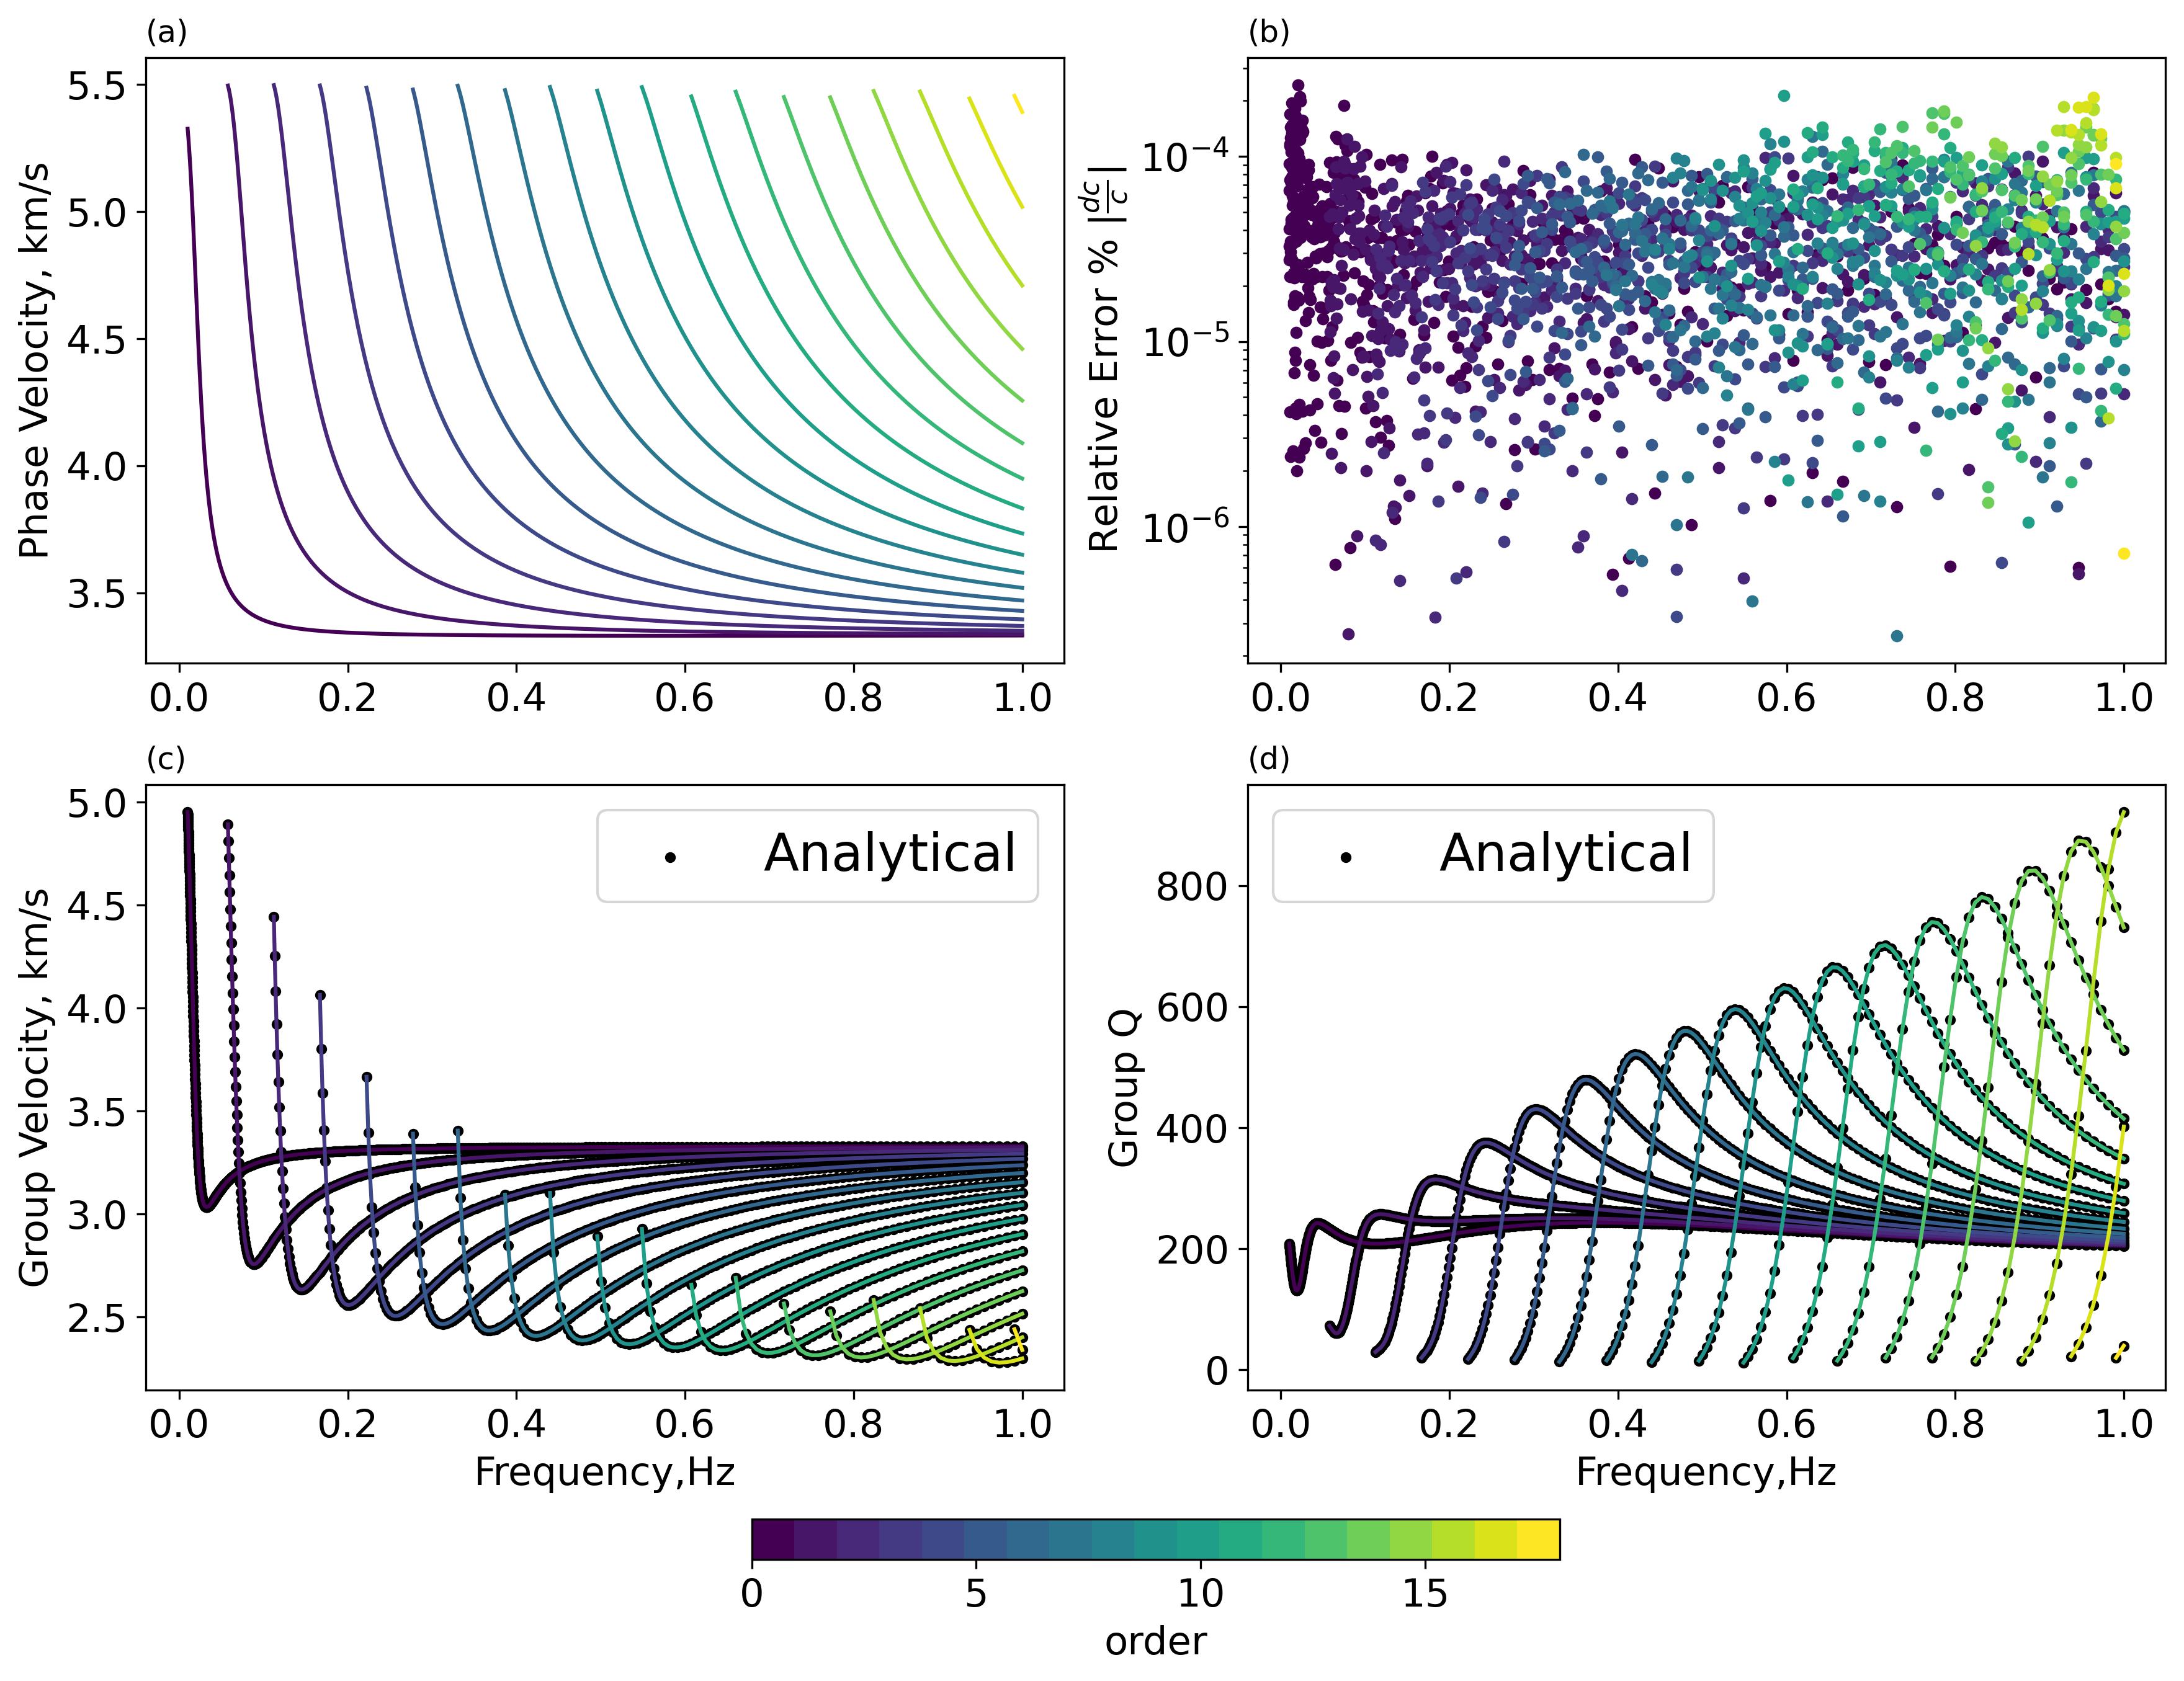 (a)
5.5
5.0
4.5
4.0
3.5
Phase Velocity, km/s
0.0 0.2 0.4 0.6 0.8 1.0
(b)
10−4
10−5
10−6
Relative Error % |dc/c|
0.0 0.2 0.4 0.6 0.8 1.0
(c)
5.0
4.5
4.0
3.5
3.0
2.5
Group Velocity, km/s
Analytical
0.0 0.2 0.4 0.6 0.8 1.0
Frequency,Hz
(d)
800
600
400
200
0
Group Q
Analytical
0.0 0.2 0.4 0.6 0.8 1.0
Frequency,Hz
0 5 10 15
order